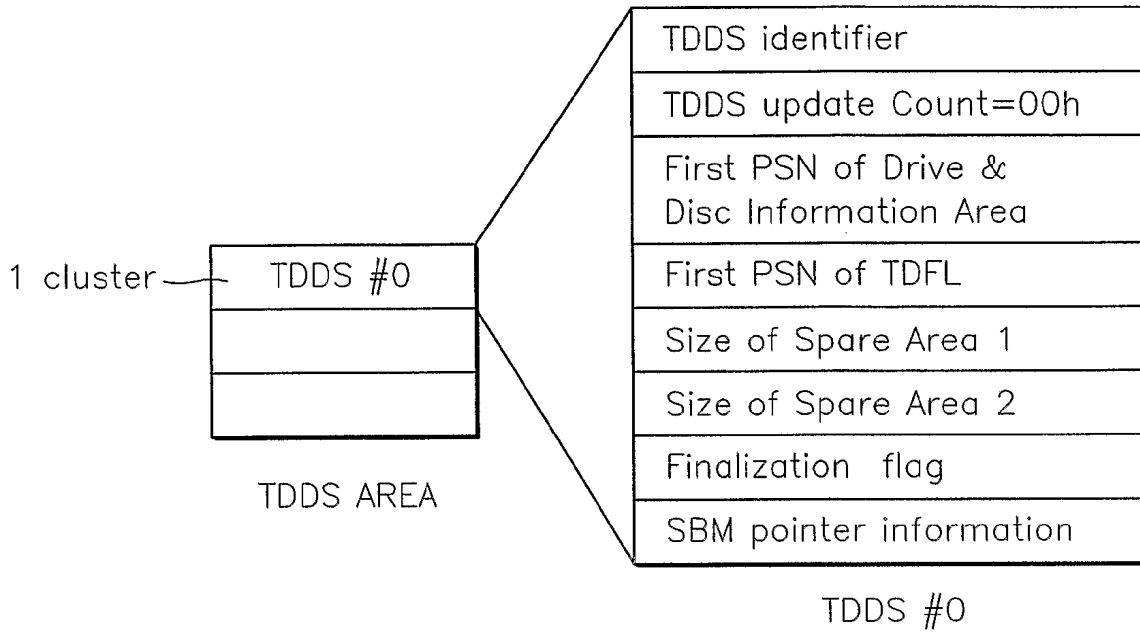 1 cluster
TDDS #0
TDDS AREA
TDDS identifier
TDDS update Count=00h
First PSN of Drive &
Disc Information Area
First PSN of TDFL
Size of Spare Area 1
Size of Spare Area 2
Finalization flag
SBM pointer information
TDDS #0